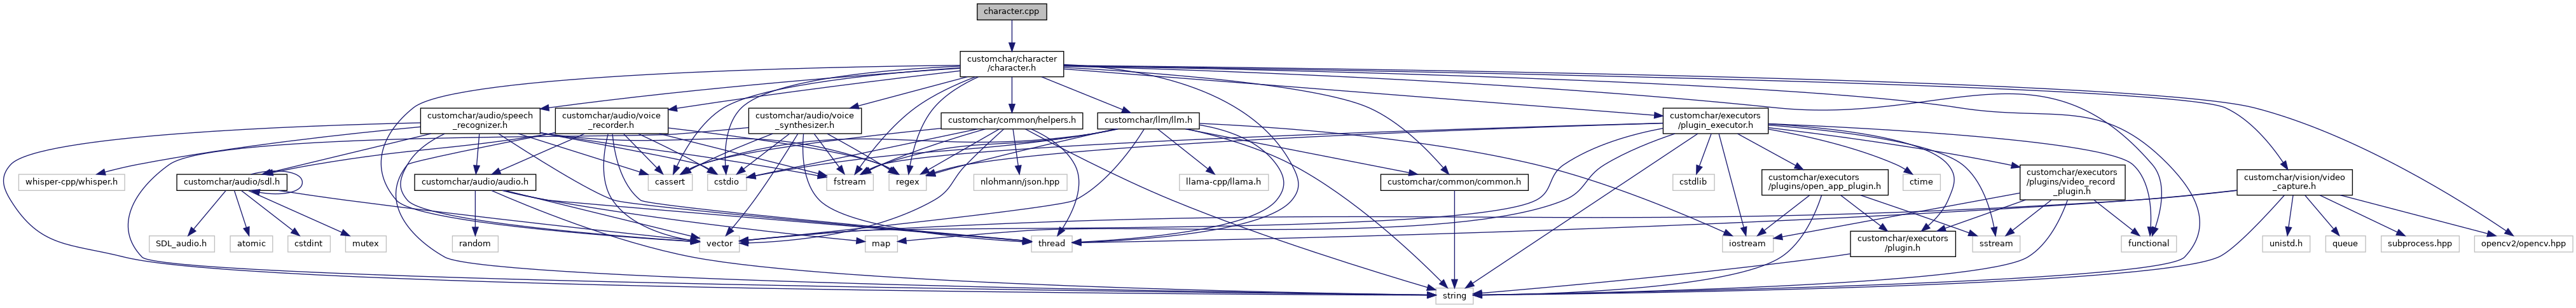 character.cpp
customchar/character
/character.h
customchar/audio/speech
_recognizer.h
customchar/audio/voice
_recorder.h
customchar/audio/voice
_synthesizer.h
customchar/common/helpers.h
customchar/llm/llm.h
customchar/executors
/plugin_executor.h
whisper-cpp/whisper.h
customchar/audio/sdl.h
customchar/audio/audio.h
cassert
cstdio
fstream
regex
nlohmann/json.hpp
llama-cpp/llama.h
customchar/common/common.h
cstdlib
customchar/executors
/plugins/open_app_plugin.h
ctime
customchar/executors
/plugins/video_record
_plugin.h
customchar/vision/video
_capture.h
SDL_audio.h
atomic
cstdint
mutex
random
vector
map
thread
iostream
customchar/executors
/plugin.h
sstream
functional
unistd.h
queue
subprocess.hpp
opencv2/opencv.hpp
string